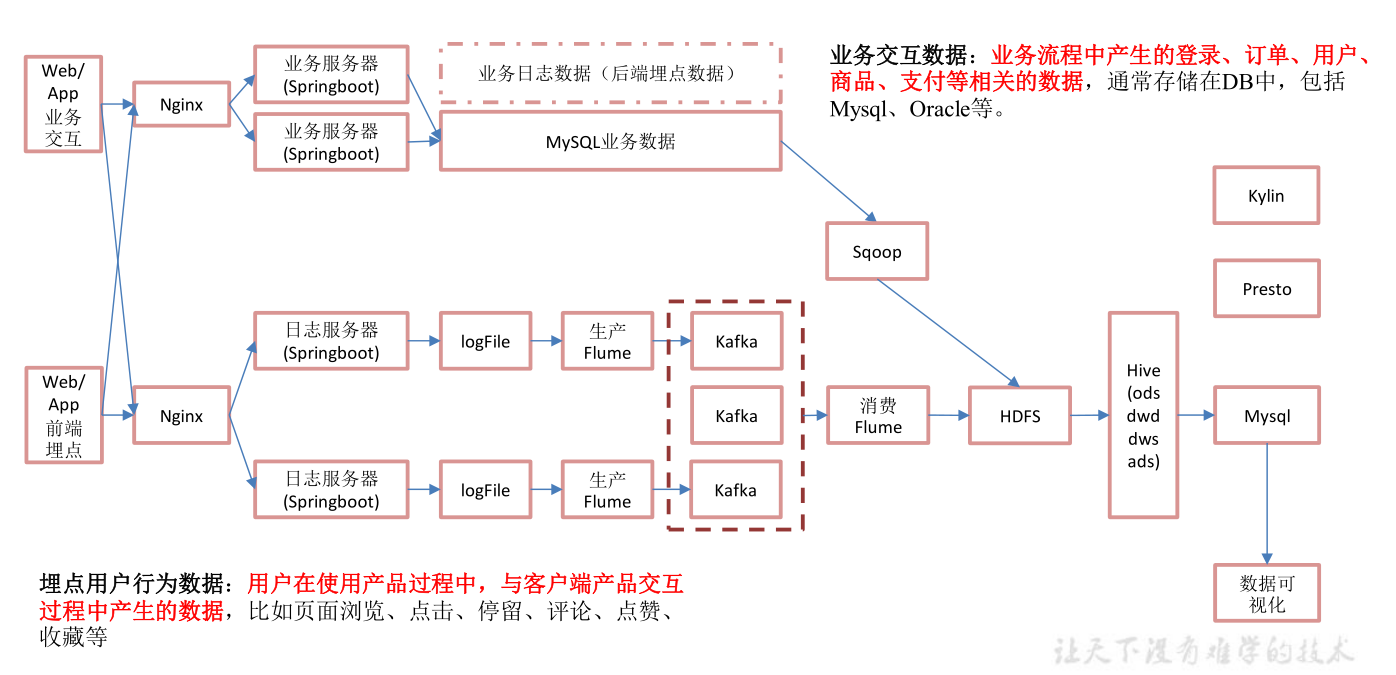 Web/
App
业务
交互
Nginx
业务服务器
(Springboot)
业务服务器
(Springboot)
业务日志数据（后端埋点数据）
MySQL业务数据
业务交互数据：业务流程中产生的登录、订单、用户、
商品、支付等相关的数据，通常存储在DB中，包括
Mysql、Oracle等。
Kylin
Sqoop
Presto
Web/
App
前端
埋点
Nginx
日志服务器
(Springboot)
logFile
生产
Flume
Kafka
Kafka
日志服务器
(Springboot)
logFile
生产
Flume
Kafka
消费
Flume
HDFS
Hive
(ods
dwd
dws
ads)
Mysql
数据可
视化
埋点用户行为数据：用户在使用产品过程中，与客户端产品交互
过程中产生的数据，比如页面浏览、点击、停留、评论、点赞、
收藏等
让天下没有难学的技术